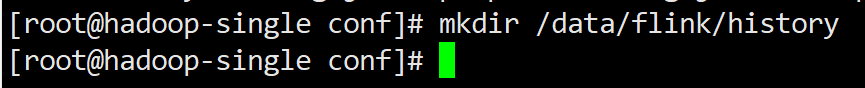 [root@hadoop-single conf]# mkdir /data/flink/history
[root@hadoop-single conf]#